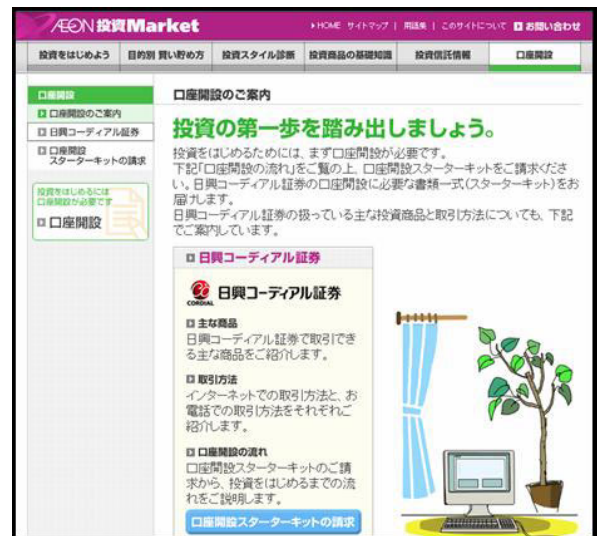 ÆON 投資Market
HOME サイトマップ | 用語集 | このサイトについて お問い合わせ
投資をはじめよう 目的別 買い貯め方 投資スタイル診断 投資商品の基礎知識 投資信託情報 口座開設
口座開設
口座開設のご案内
日興コーディアル証券
口座開設
スターターキットの請求
投資をはじめるには
口座開設が必要です
口座開設
口座開設のご案内
投資の第一歩を踏み出しましょう。
投資をはじめるためには、まず口座開設が必要です。
下記「口座開設の流れ」をご覧の上、口座開設スターターキットをご請求くださ
い。日興コーディアル証券の口座開設に必要な書類一式(スターターキット)をお
届けします。
日興コーディアル証券の扱っている主な投資商品と取引方法についても、下記
でご案内しています。
日興コーディアル証券
CORDIAL 日興コーディアル証券
主な商品
日興コーディアル証券で取引でき
る主な商品をご紹介します。
取引方法
インターネットでの取引方法と、お
電話での取引方法をそれぞれご
紹介します。
口座開設の流れ
口座開設スターターキットのご請
求から、投資をはじめるまでの流
れをご説明します。
口座開設スターターキットの請求